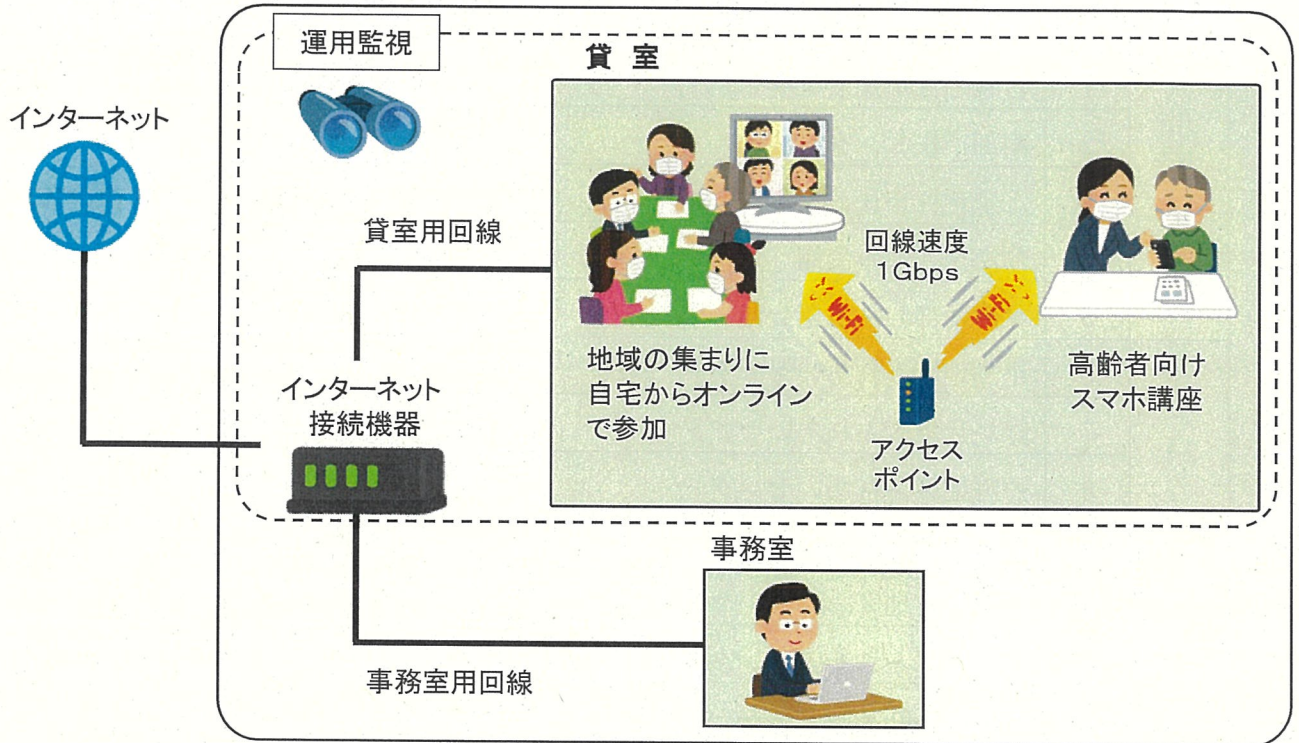 運用監視
貸 室
インターネット
貸室用回線
回線速度
1Gbps
Wi-Fi
Wi-Fi
地域の集まりに
自宅からオンライン
で参加
高齢者向け
スマホ講座
アクセス
ポイント
インターネット
接続機器
事務室
事務室用回線